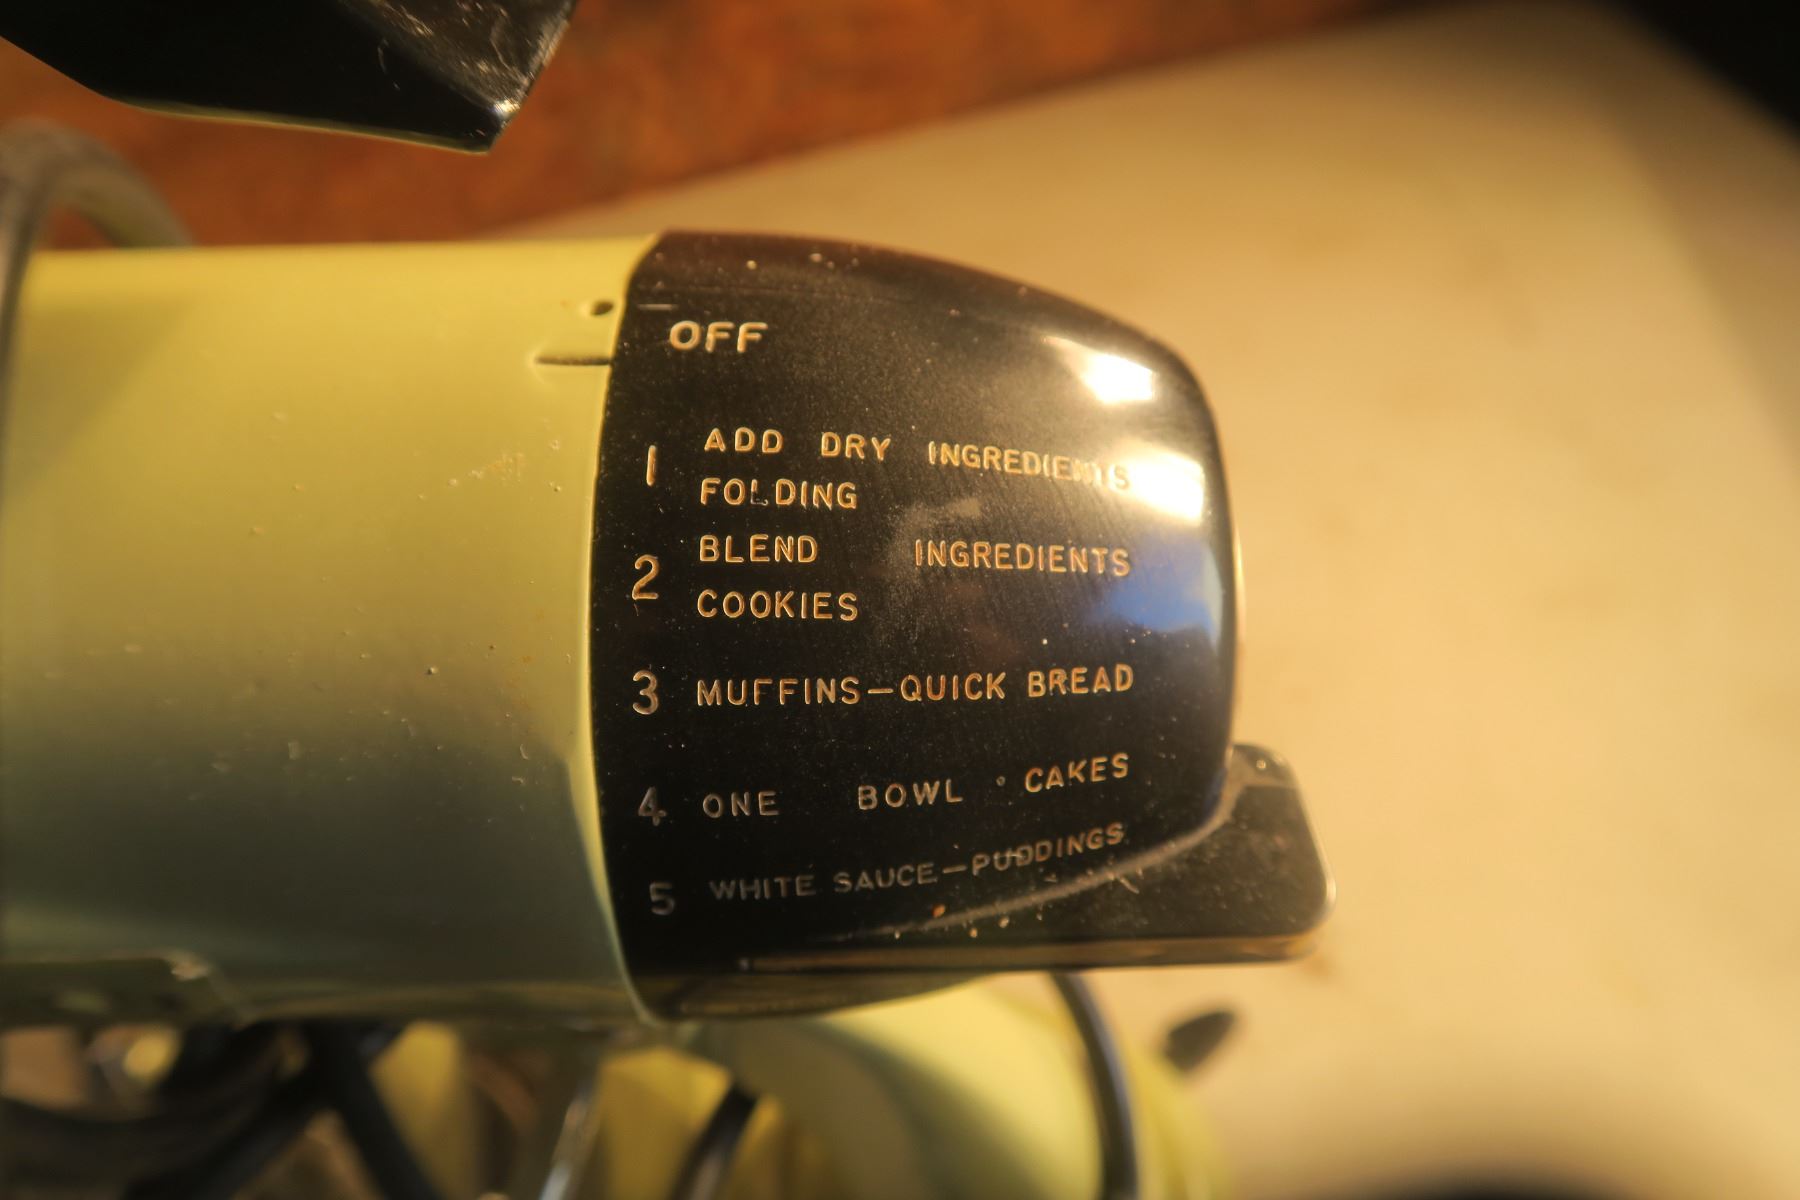 OFF
1 ADD DRY INGREDIENTS
FOLDING
2 BLEND INGREDIENTS
COOKIES
3 MUFFINS—QUICK BREAD
4 ONE BOWL CAKES
5 WHITE SAUCE—PUDDINGS